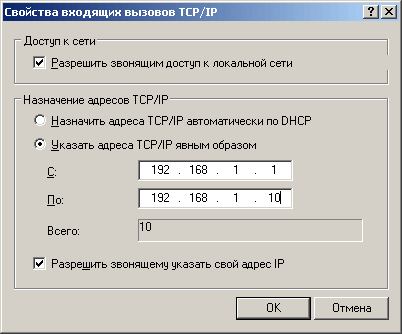 Свойства входящих вызовов TCP/IP
Доступ к сети
Разрешить звонящим доступ к локальной сети
Назначение адресов TCP/IP
Назначить адреса TCP/IP автоматически по DHCP
Указать адреса TCP/IP явным образом
С: 192 . 168 . 1 . 1
По: 192 . 168 . 1 . 10
Всего: 10
Разрешить звонящему указать свой адрес IP
OK Отмена